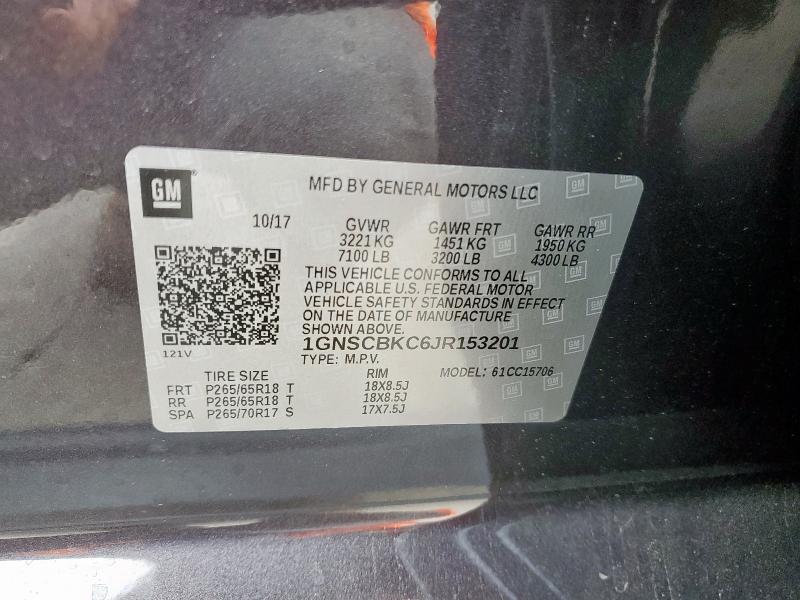 GM
MFD BY GENERAL MOTORS LLC
10/17 GVWR GAWR FRT GAWR RR
3221 KG 1451 KG 1950 KG
7100 LB 3200 LB 4300 LB
THIS VEHICLE CONFORMS TO ALL
APPLICABLE U.S. FEDERAL MOTOR
VEHICLE SAFETY STANDARDS IN EFFECT
ON THE DATE OF MANUFACTURE
SHOWN ABOVE.
1GNSCBKC6JR153201
121V
TYPE: M.P.V. MODEL: 61CC15706
TIRE SIZE RIM
FRT P265/65R18 T 18X8.5J
RR P265/65R18 T 18X8.5J
SPA P265/70R17 S 17X7.5J